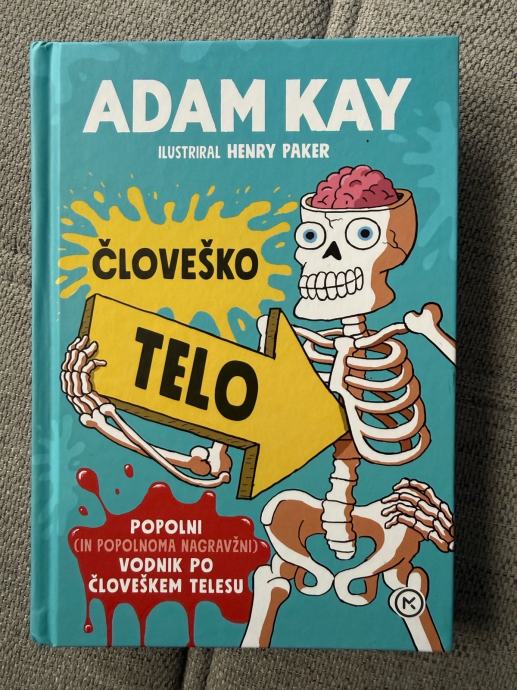 ADAM KAY
ILUSTRIRAL HENRY PAKER
ČLOVEŠKO
TELO
POPOLNI
(IN POPOLNOMA NAGRAVŽNI)
VODNIK PO
ČLOVEŠKEM TELESU